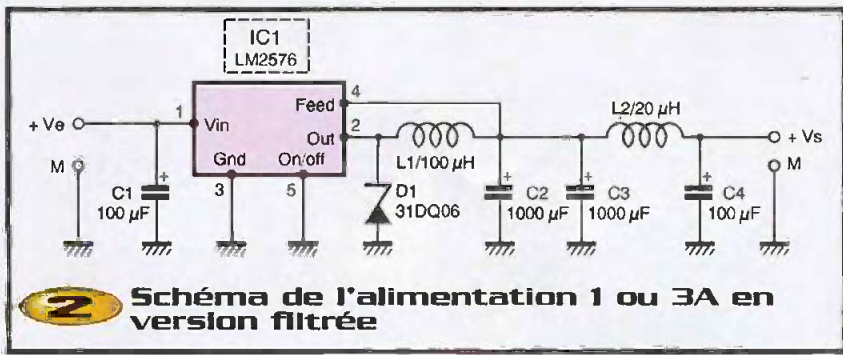 IC1
LM2576
+ Ve
M
1
Vin
Feed
4
Out
2
Gnd
On/off
3
5
C1
100 µF
L1/100 µH
D1
31DQ06
C2
1000 µF
C3
1000 µF
L2/20 µH
C4
100 µF
+ Vs
M
+
+
+
+
2
Schéma de l'alimentation 1 ou 3A en
version filtrée